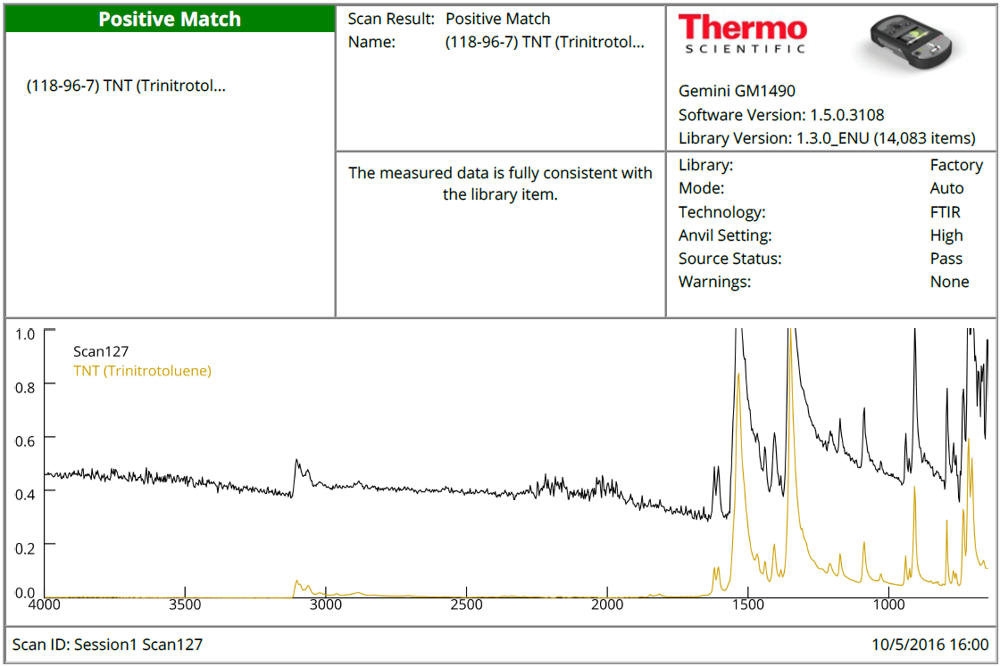 Positive Match
(118-96-7) TNT (Trinitrotol...
Scan Result: Positive Match
Name: (118-96-7) TNT (Trinitrotol...
The measured data is fully consistent with
the library item.
Thermo
SCIENTIFIC
Gemini GM1490
Software Version: 1.5.0.3108
Library Version: 1.3.0_ENU (14,083 items)
Library: Factory
Mode: Auto
Technology: FTIR
Anvil Setting: High
Source Status: Pass
Warnings: None
Scan127
TNT (Trinitrotoluene)
1.0
0.8
0.6
0.4
0.2
0.0
4000 3500 3000 2500 2000 1500 1000
Scan ID: Session1 Scan127 10/5/2016 16:00